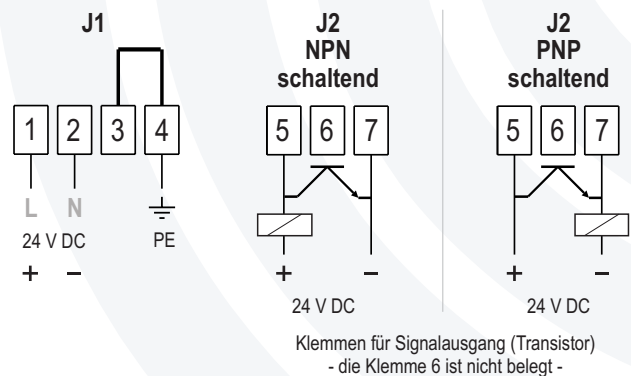 J1
1 2 3 4
L N
24 V DC PE
+ –
J2
NPN
schaltend
5 6 7
+ –
24 V DC
J2
PNP
schaltend
5 6 7
+ –
24 V DC
Klemmen für Signalausgang (Transistor)
- die Klemme 6 ist nicht belegt -